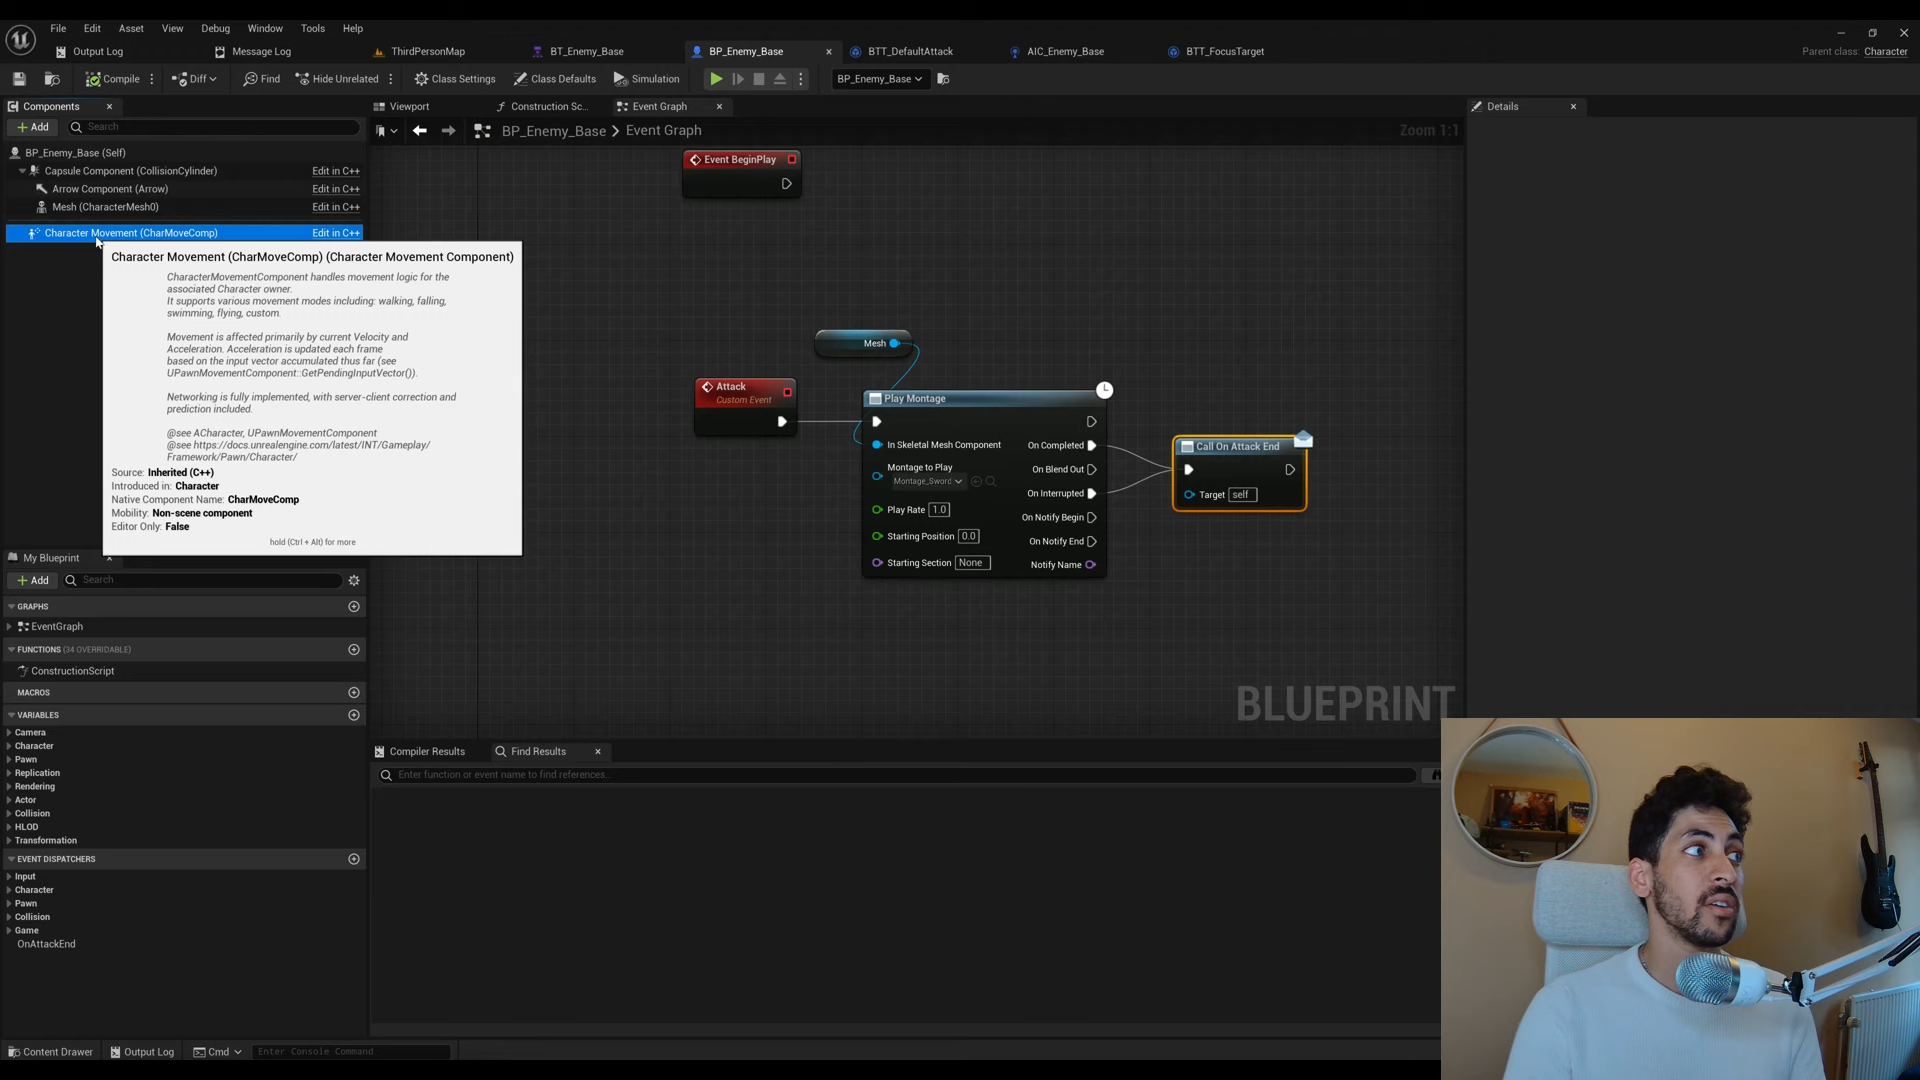 File Edit Asset View Debug Window Tools Help
Output Log Message Log ThirdPersonMap BT_Enemy_Base BP_Enemy_Base BTT_DefaultAttack AIC_Enemy_Base BTT_FocusTarget Parent class: Character
Compile Diff Find Hide Unrelated Class Settings Class Defaults Simulation BP_Enemy_Base
Components Viewport Construction Sc... Event Graph Details
Add Search BP_Enemy_Base > Event Graph Zoom 1:1
BP_Enemy_Base (Self)
Capsule Component (CollisionCylinder) Edit in C++
Arrow Component (Arrow) Edit in C++
Mesh (CharacterMesh0) Edit in C++
Character Movement (CharMoveComp) Edit in C++
Character Movement (CharMoveComp) (Character Movement Component)
CharacterMovementComponent handles movement logic for the
associated Character owner.
It supports various movement modes including: walking, falling,
swimming, flying, custom.
Movement is affected primarily by current Velocity and
Acceleration. Acceleration is updated each frame
based on the input vector accumulated thus far (see
UPawnMovementComponent::GetPendingInputVector()).
Networking is fully implemented, with server-client correction and
prediction included.
@see ACharacter, UPawnMovementComponent
@see https://docs.unrealengine.com/latest/INT/Gameplay/
Framework/Pawn/Character/
Source: Inherited (C++)
Introduced in: Character
Native Component Name: CharMoveComp
Mobility: Non-scene component
Editor Only: False
hold (Ctrl + Alt) for more
Event BeginPlay
Mesh
Attack
Custom Event
Play Montage
In Skeletal Mesh Component On Completed
Montage to Play On Blend Out
Montage_Sword
On Interrupted
Play Rate 1.0 On Notify Begin
Starting Position 0.0 On Notify End
Starting Section None Notify Name
Call On Attack End
Target self
BLUEPRINT
My Blueprint
Add Search
GRAPHS
EventGraph
FUNCTIONS (34 OVERRIDABLE)
ConstructionScript
MACROS
VARIABLES
Camera
Character
Pawn
Replication
Rendering
Actor
Collision
HLOD
Transformation
EVENT DISPATCHERS
Input
Character
Pawn
Collision
Game
OnAttackEnd
Compiler Results Find Results
Enter function or event name to find references...
Content Drawer Output Log Cmd Enter Console Command